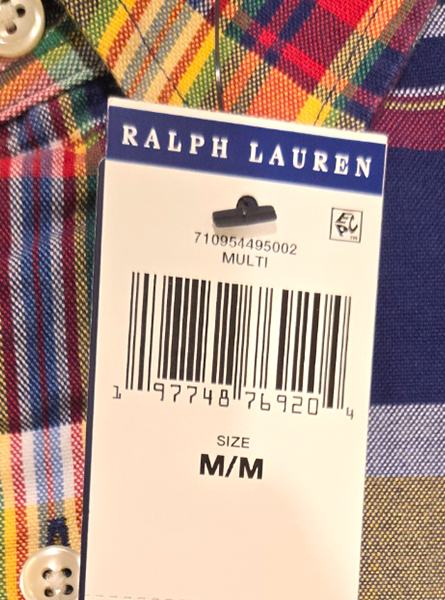 RALPH LAUREN
710954495002
MULTI
1 97748 76920 4
SIZE
M/M